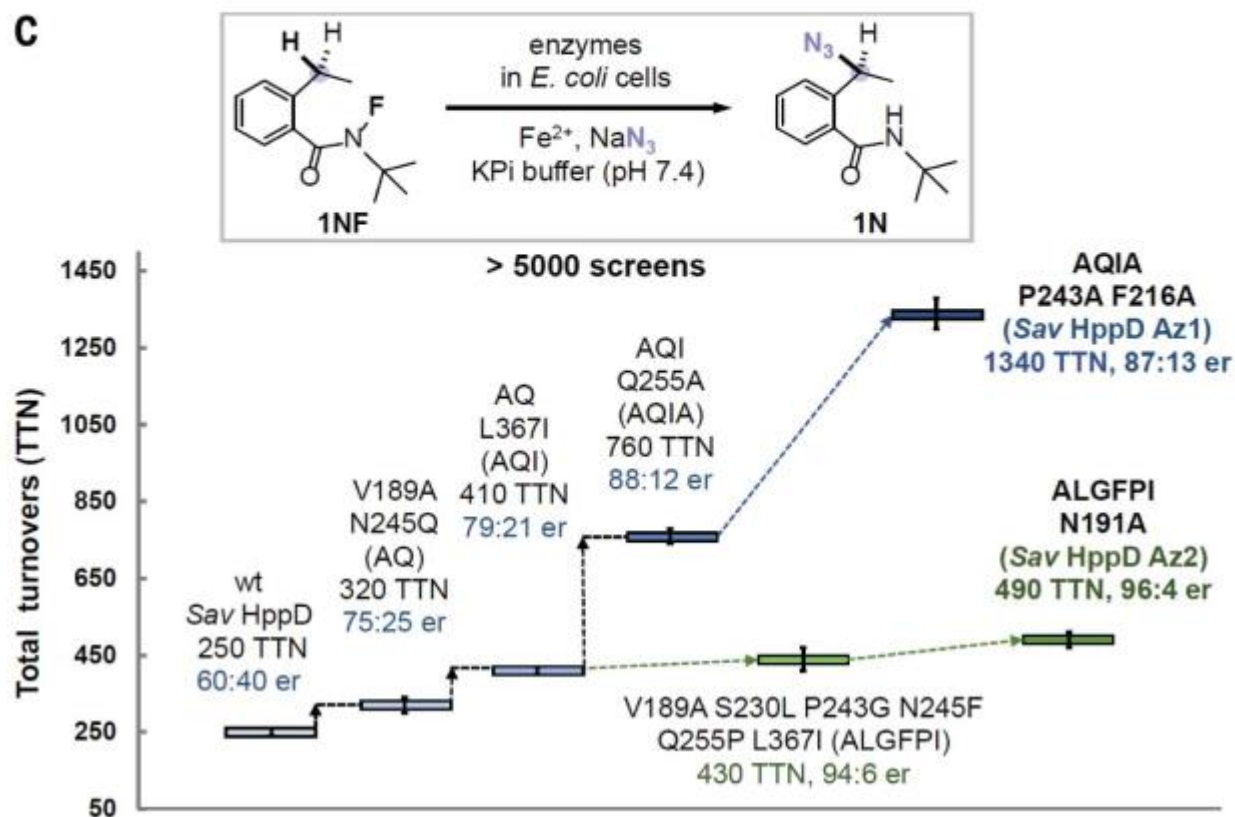 C
H
H
F
N
O
1NF
enzymes
in E. coli cells
Fe²⁺, NaN₃
KPi buffer (pH 7.4)
N₃
H
H
N
O
1N
> 5000 screens
Total turnovers (TTN)
1450
1250
1050
850
650
450
250
50
wt
Sav HppD
250 TTN
60:40 er
V189A
N245Q
(AQ)
320 TTN
75:25 er
AQ
L367I
(AQI)
410 TTN
79:21 er
AQI
Q255A
(AQIA)
760 TTN
88:12 er
AQIA
P243A F216A
(Sav HppD Az1)
1340 TTN, 87:13 er
ALGFPI
N191A
(Sav HppD Az2)
490 TTN, 96:4 er
V189A S230L P243G N245F
Q255P L367I (ALGFPI)
430 TTN, 94:6 er